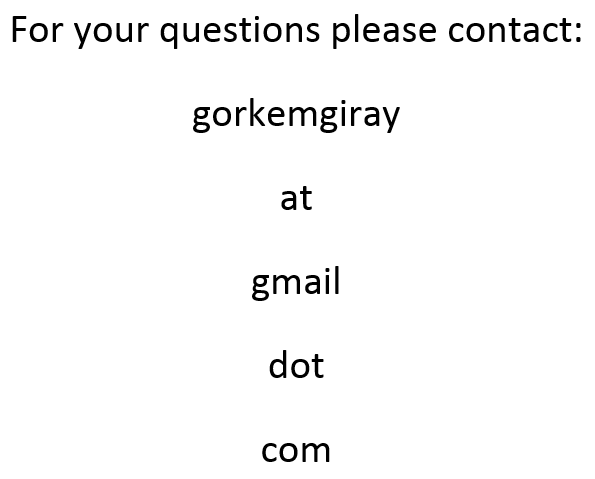 For your questions please contact:
gorkemgiray
at
gmail
dot
com